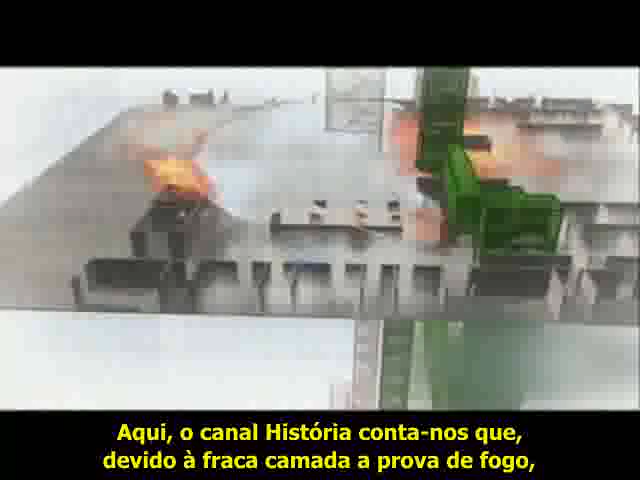 Aqui, o canal História conta-nos que,
devido à fraca camada a prova de fogo,